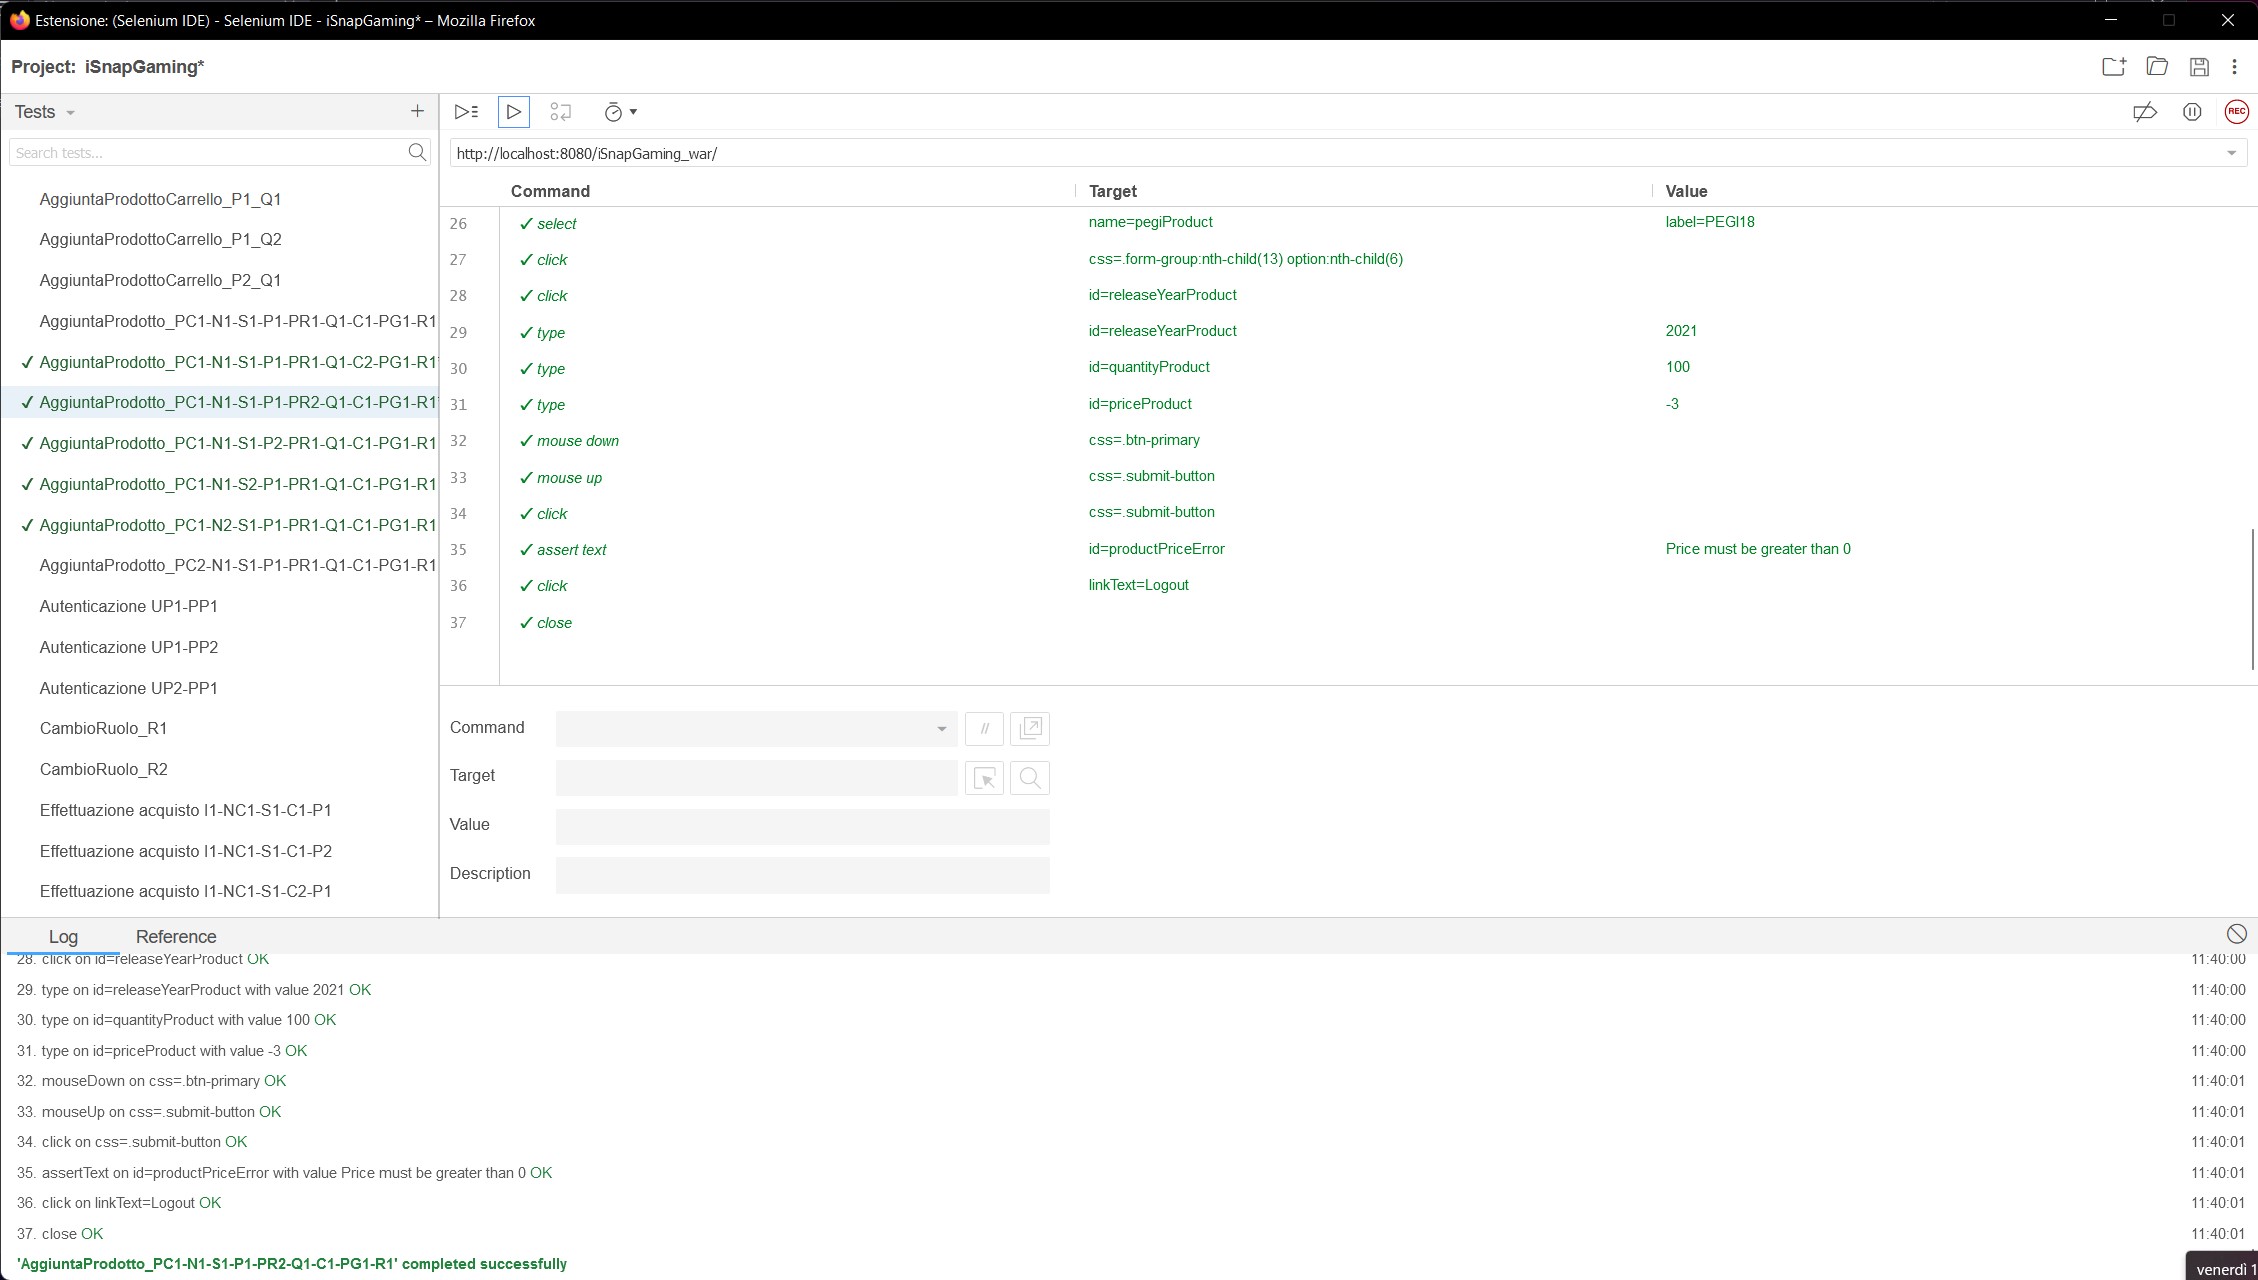 Estensione: (Selenium IDE) - Selenium IDE - iSnapGaming* – Mozilla Firefox
Project: iSnapGaming*
Tests
Search tests...
AggiuntaProdottoCarrello_P1_Q1
AggiuntaProdottoCarrello_P1_Q2
AggiuntaProdottoCarrello_P2_Q1
AggiuntaProdotto_PC1-N1-S1-P1-PR1-Q1-C1-PG1-R1
✓ AggiuntaProdotto_PC1-N1-S1-P1-PR1-Q1-C2-PG1-R1
✓ AggiuntaProdotto_PC1-N1-S1-P1-PR2-Q1-C1-PG1-R1
✓ AggiuntaProdotto_PC1-N1-S1-P2-PR1-Q1-C1-PG1-R1
✓ AggiuntaProdotto_PC1-N1-S2-P1-PR1-Q1-C1-PG1-R1
✓ AggiuntaProdotto_PC1-N2-S1-P1-PR1-Q1-C1-PG1-R1
AggiuntaProdotto_PC2-N1-S1-P1-PR1-Q1-C1-PG1-R1
Autenticazione UP1-PP1
Autenticazione UP1-PP2
Autenticazione UP2-PP1
CambioRuolo_R1
CambioRuolo_R2
Effettuazione acquisto I1-NC1-S1-C1-P1
Effettuazione acquisto I1-NC1-S1-C1-P2
Effettuazione acquisto I1-NC1-S1-C2-P1
REC
http://localhost:8080/iSnapGaming_war/
Command Target Value
26 ✓ select name=pegiProduct label=PEGI18
27 ✓ click css=.form-group:nth-child(13) option:nth-child(6)
28 ✓ click id=releaseYearProduct
29 ✓ type id=releaseYearProduct 2021
30 ✓ type id=quantityProduct 100
31 ✓ type id=priceProduct -3
32 ✓ mouse down css=.btn-primary
33 ✓ mouse up css=.submit-button
34 ✓ click css=.submit-button
35 ✓ assert text id=productPriceError Price must be greater than 0
36 ✓ click linkText=Logout
37 ✓ close
Command //
Target
Value
Description
Log Reference
28. click on id=releaseYearProduct OK 11:40:00
29. type on id=releaseYearProduct with value 2021 OK 11:40:00
30. type on id=quantityProduct with value 100 OK 11:40:00
31. type on id=priceProduct with value -3 OK 11:40:00
32. mouseDown on css=.btn-primary OK 11:40:01
33. mouseUp on css=.submit-button OK 11:40:01
34. click on css=.submit-button OK 11:40:01
35. assertText on id=productPriceError with value Price must be greater than 0 OK 11:40:01
36. click on linkText=Logout OK 11:40:01
37. close OK 11:40:01
'AggiuntaProdotto_PC1-N1-S1-P1-PR2-Q1-C1-PG1-R1' completed successfully
venerdì 1